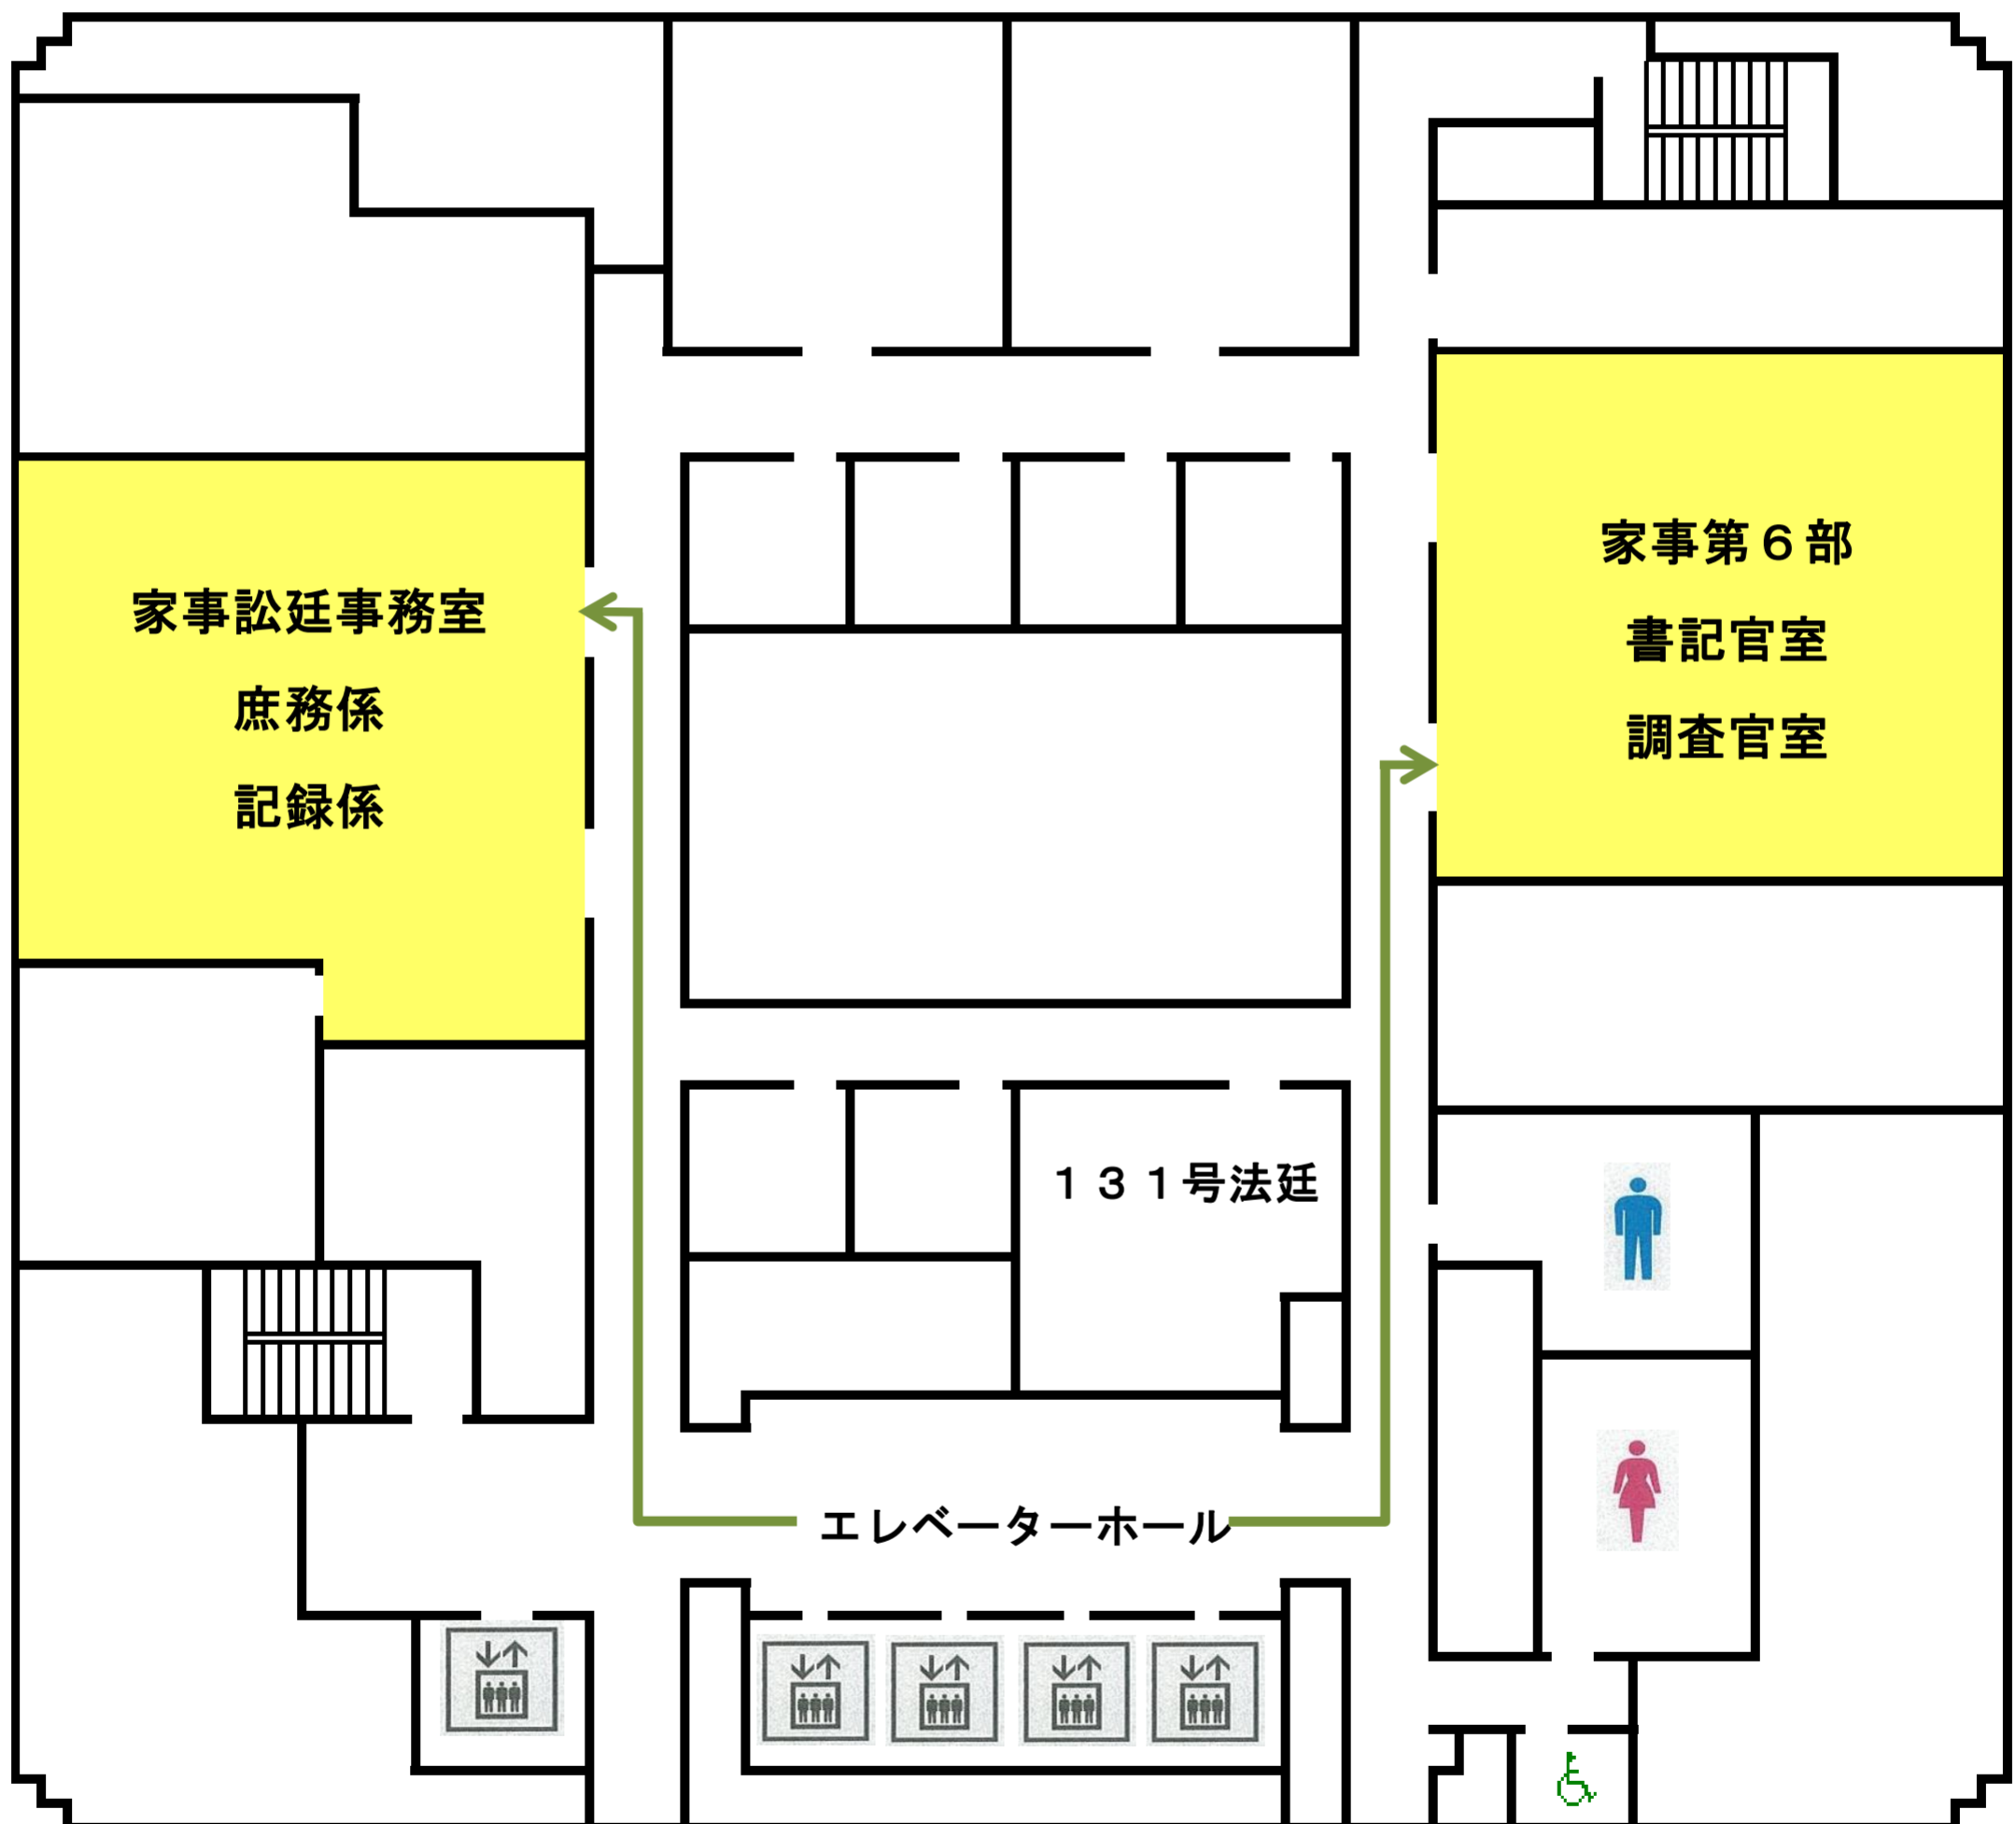 家事訟廷事務室
庶務係
記録係
家事第６部
書記官室
調査官室
１３１号法廷
エレベーターホール